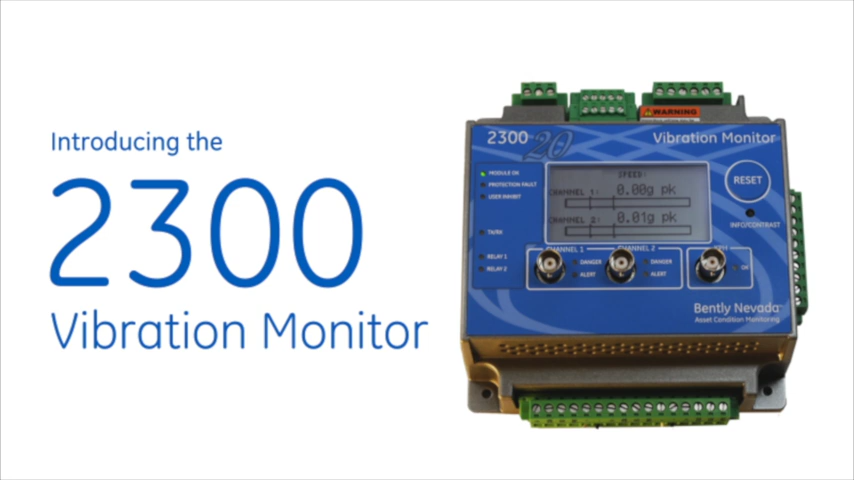 Introducing the
2300
Vibration Monitor
WARNING
2300 20
Vibration Monitor
MODULE OK
PROTECTION FAULT
USER INHIBIT
TX/RX
RELAY 1
RELAY 2
SPEED:
CHANNEL 1: 0.00g pk
CHANNEL 2: 0.01g pk
RESET
INFO/CONTRAST
CHANNEL 1
DANGER
ALERT
CHANNEL 2
DANGER
ALERT
OK
Bently Nevada
Asset Condition Monitoring